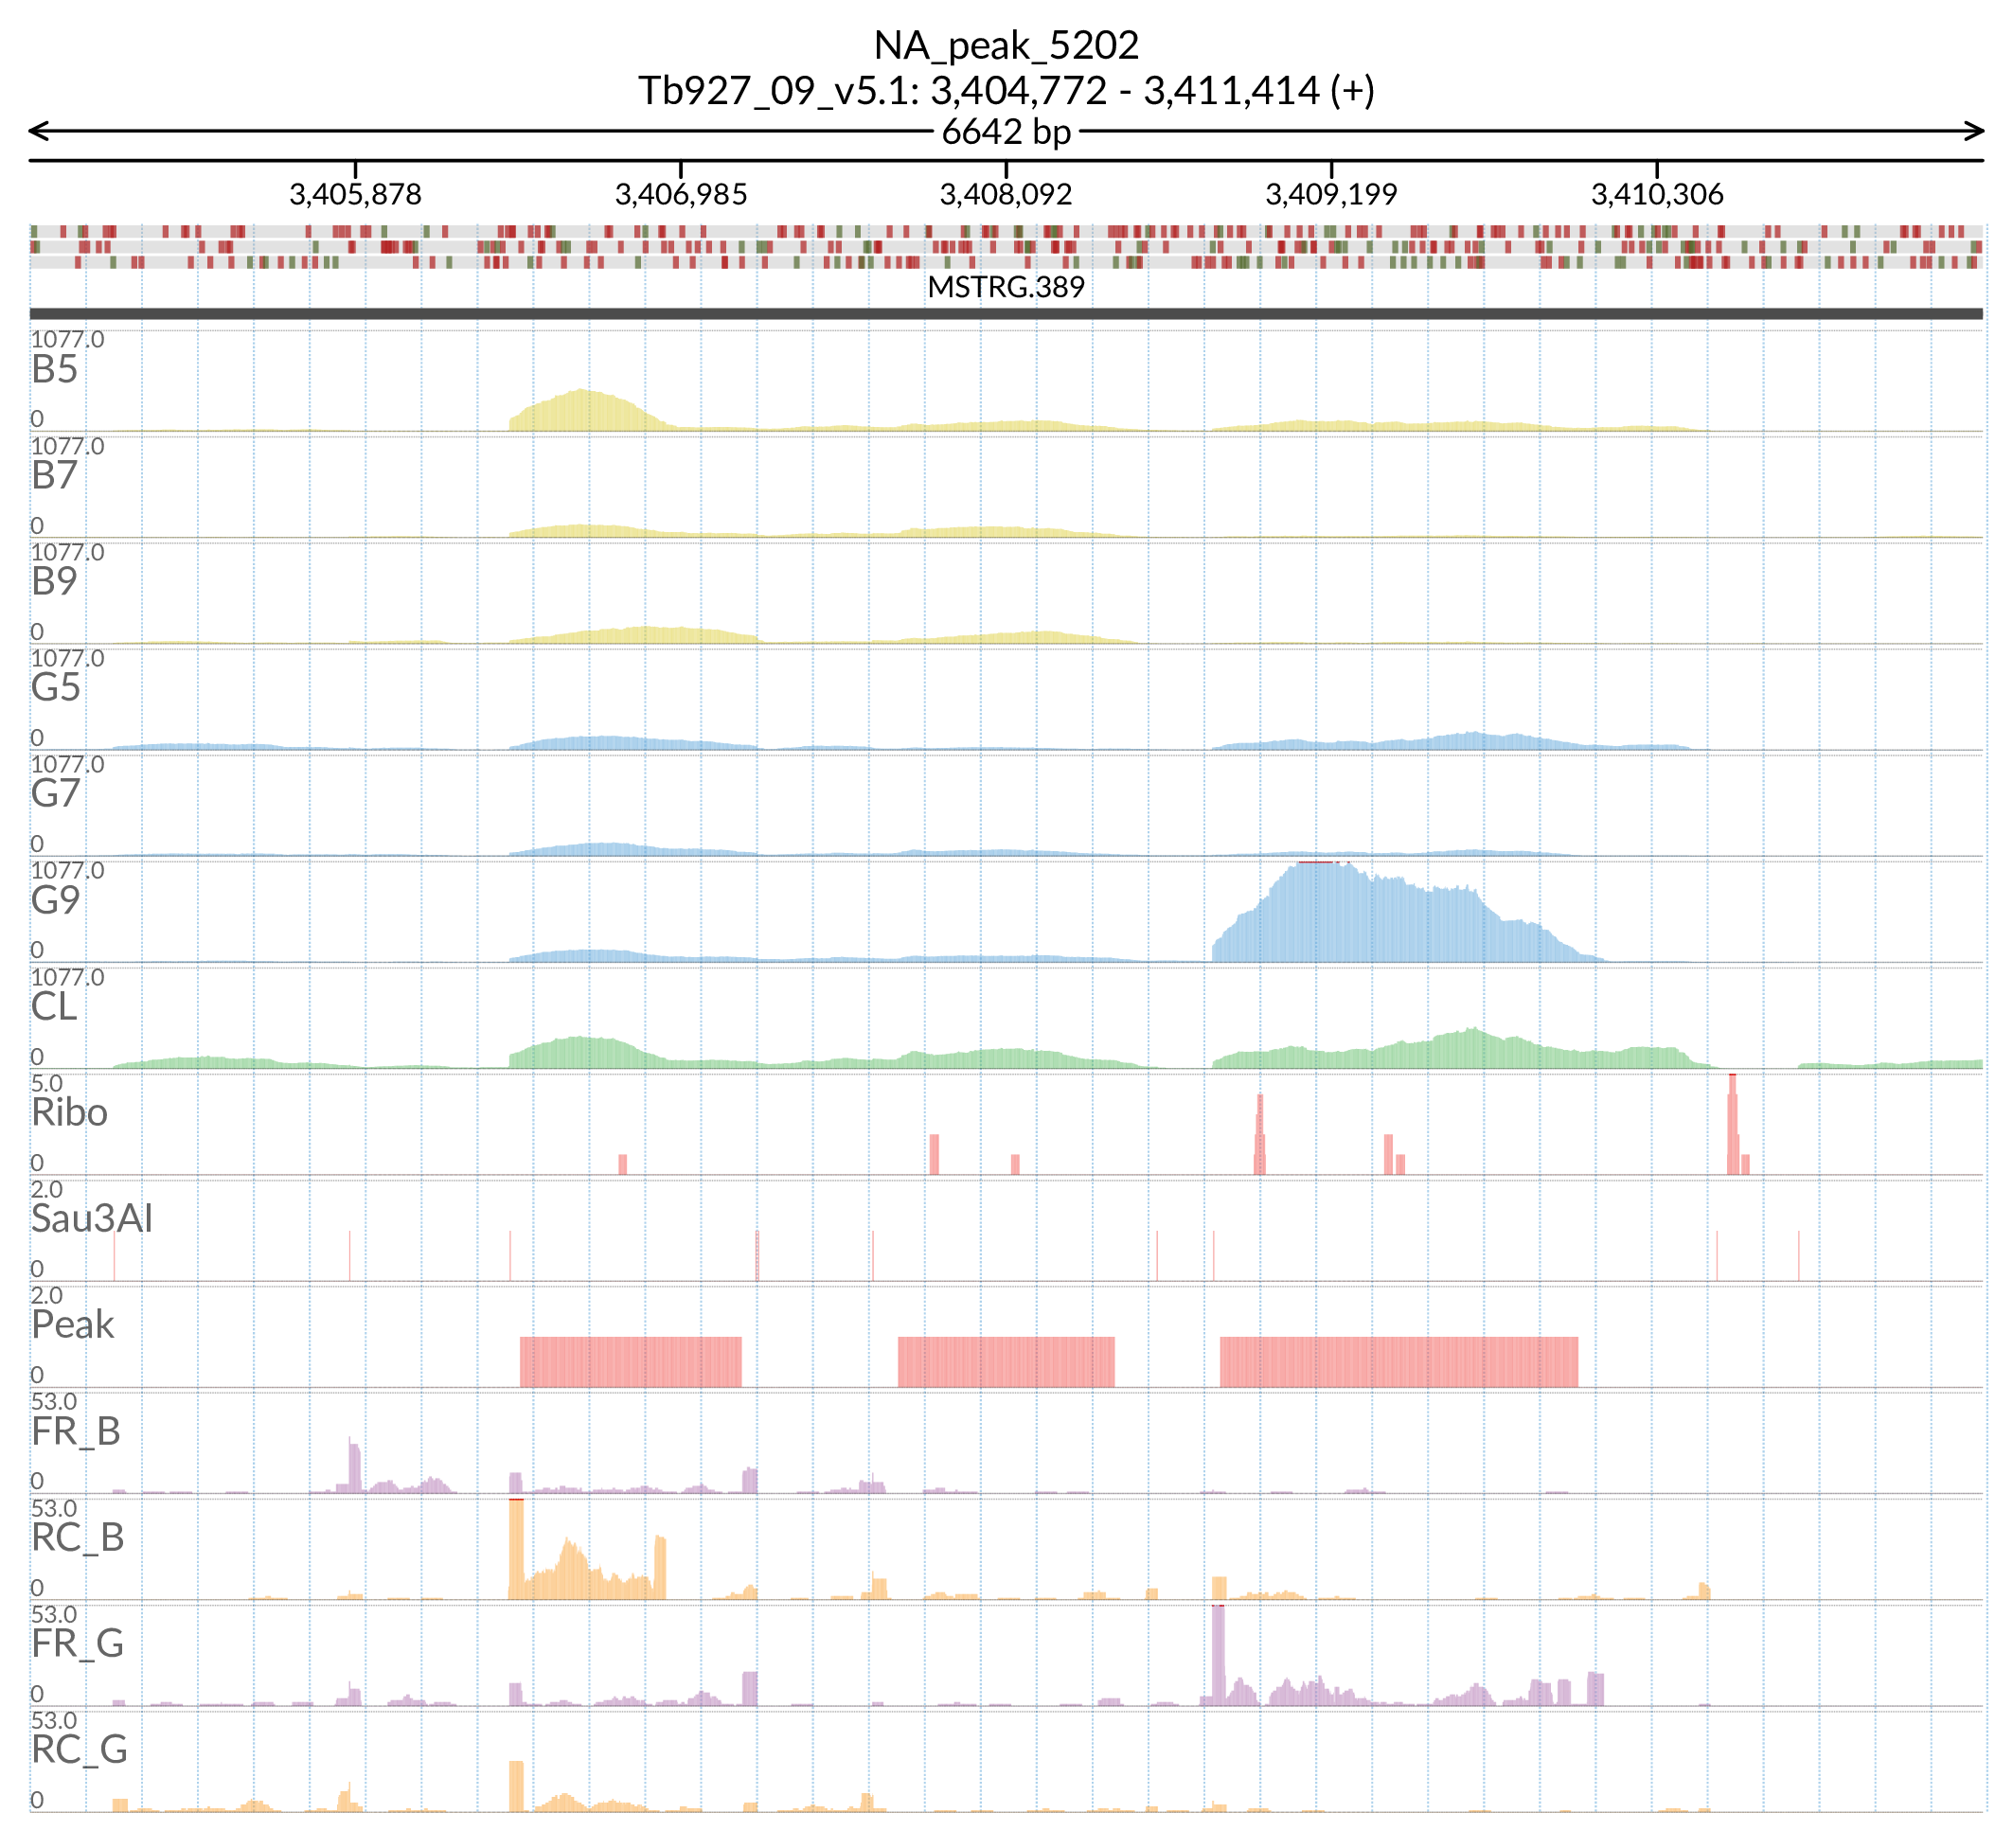 NA_peak_5202
Tb927_09_v5.1: 3,404,772 - 3,411,414 (+)
6642 bp
3,405,878 3,406,985 3,408,092 3,409,199 3,410,306
MSTRG.389
1077.0
B5
0
1077.0
B7
0
1077.0
B9
0
1077.0
G5
0
1077.0
G7
0
1077.0
G9
0
1077.0
CL
0
5.0
Ribo
0
2.0
Sau3AI
0
2.0
Peak
0
53.0
FR_B
0
53.0
RC_B
0
53.0
FR_G
0
53.0
RC_G
0